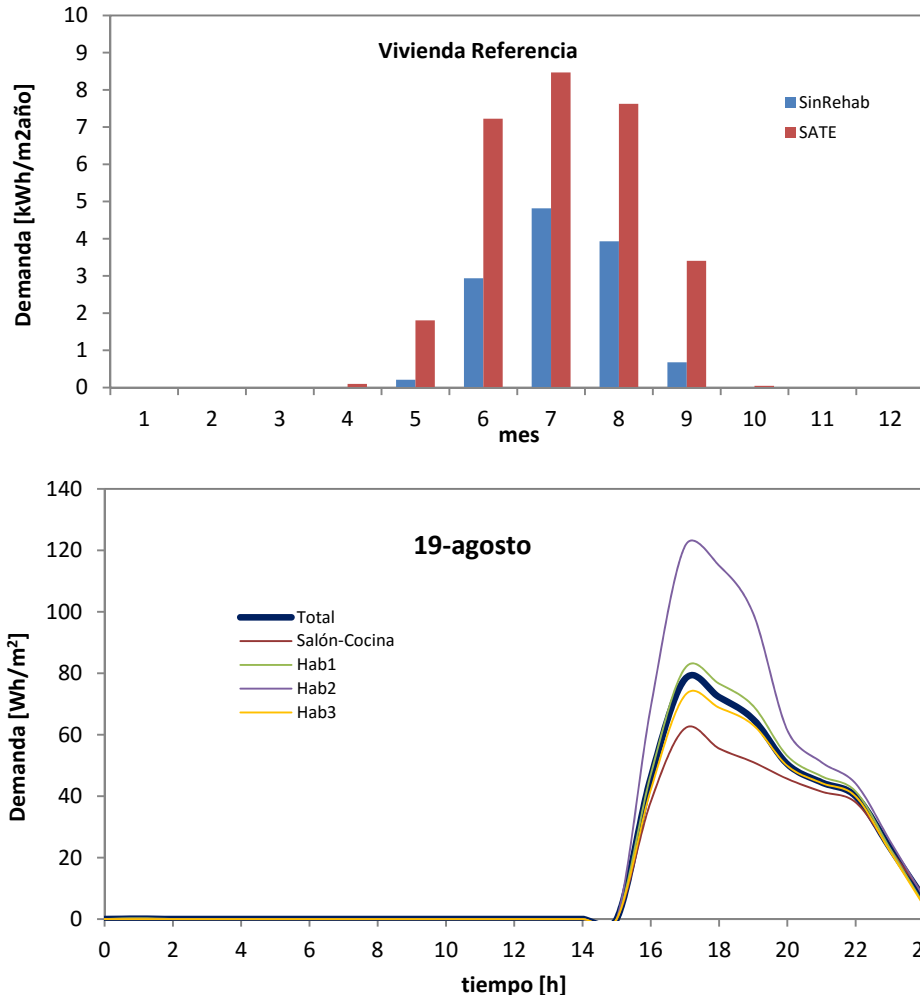 Vivienda Referencia
Demanda [kWh/m2año]
10
9
8
7
6
5
4
3
2
1
0
SinRehab
SATE
1 2 3 4 5 6 7 8 9 10 11 12
mes
19-agosto
Demanda [Wh/m²]
140
120
100
80
60
40
20
0
Total
Salón-Cocina
Hab1
Hab2
Hab3
0 2 4 6 8 10 12 14 16 18 20 22
tiempo [h]